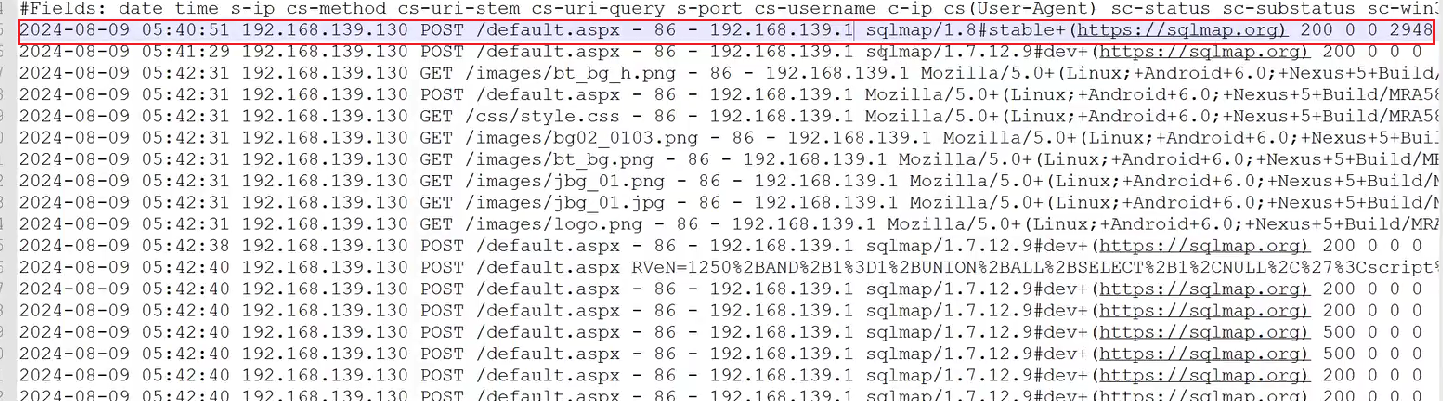 #Fields: date time s-ip cs-method cs-uri-stem cs-uri-query s-port cs-username c-ip cs(User-Agent) sc-status sc-substatus
2024-08-09 05:40:51 192.168.139.130 POST /default.aspx - 86 - 192.168.139.1 sqlmap/1.8#stable+(https://sqlmap.org) 200 0 0 2948
2024-08-09 05:41:29 192.168.139.130 POST /default.aspx - 86 - 192.168.139.1 sqlmap/1.7.12.9#dev+(https://sqlmap.org) 200 0 0 0
2024-08-09 05:42:31 192.168.139.130 GET /images/bt_bg_h.png - 86 - 192.168.139.1 Mozilla/5.0+(Linux;+Android+6.0;+Nexus+5+Build/
2024-08-09 05:42:31 192.168.139.130 POST /default.aspx - 86 - 192.168.139.1 Mozilla/5.0+(Linux;+Android+6.0;+Nexus+5+Build/MRA58
2024-08-09 05:42:31 192.168.139.130 GET /css/style.css - 86 - 192.168.139.1 Mozilla/5.0+(Linux;+Android+6.0;+Nexus+5+Build/MRA58
2024-08-09 05:42:31 192.168.139.130 GET /images/bg02_0103.png - 86 - 192.168.139.1 Mozilla/5.0+(Linux;+Android+6.0;+Nexus+5+Buil
2024-08-09 05:42:31 192.168.139.130 GET /images/bt_bg.png - 86 - 192.168.139.1 Mozilla/5.0+(Linux;+Android+6.0;+Nexus+5+Build/MR
2024-08-09 05:42:31 192.168.139.130 GET /images/jbg_01.png - 86 - 192.168.139.1 Mozilla/5.0+(Linux;+Android+6.0;+Nexus+5+Build/M
2024-08-09 05:42:31 192.168.139.130 GET /images/jbg_01.jpg - 86 - 192.168.139.1 Mozilla/5.0+(Linux;+Android+6.0;+Nexus+5+Build/M
2024-08-09 05:42:31 192.168.139.130 GET /images/logo.png - 86 - 192.168.139.1 Mozilla/5.0+(Linux;+Android+6.0;+Nexus+5+Build/MRA
2024-08-09 05:42:38 192.168.139.130 POST /default.aspx - 86 - 192.168.139.1 sqlmap/1.7.12.9#dev+(https://sqlmap.org) 200 0 0 0
2024-08-09 05:42:40 192.168.139.130 POST /default.aspx RVeN=1250%2BAND%2B1%3D1%2BUNION%2BALL%2BSELECT%2B1%2CNULL%2C%27%3Cscript%
2024-08-09 05:42:40 192.168.139.130 POST /default.aspx - 86 - 192.168.139.1 sqlmap/1.7.12.9#dev+(https://sqlmap.org) 200 0 0 0
2024-08-09 05:42:40 192.168.139.130 POST /default.aspx - 86 - 192.168.139.1 sqlmap/1.7.12.9#dev+(https://sqlmap.org) 200 0 0 0
2024-08-09 05:42:40 192.168.139.130 POST /default.aspx - 86 - 192.168.139.1 sqlmap/1.7.12.9#dev+(https://sqlmap.org) 500 0 0 0
2024-08-09 05:42:40 192.168.139.130 POST /default.aspx - 86 - 192.168.139.1 sqlmap/1.7.12.9#dev+(https://sqlmap.org) 500 0 0 0
2024-08-09 05:42:40 192.168.139.130 POST /default.aspx - 86 - 192.168.139.1 sqlmap/1.7.12.9#dev+(https://sqlmap.org) 200 0 0 0
2024-08-09 05:42:40 192.168.139.130 POST /default.aspx - 86 - 192.168.139.1 sqlmap/1.7.12.9#dev+(https://sqlmap.org) 200 0 0 0